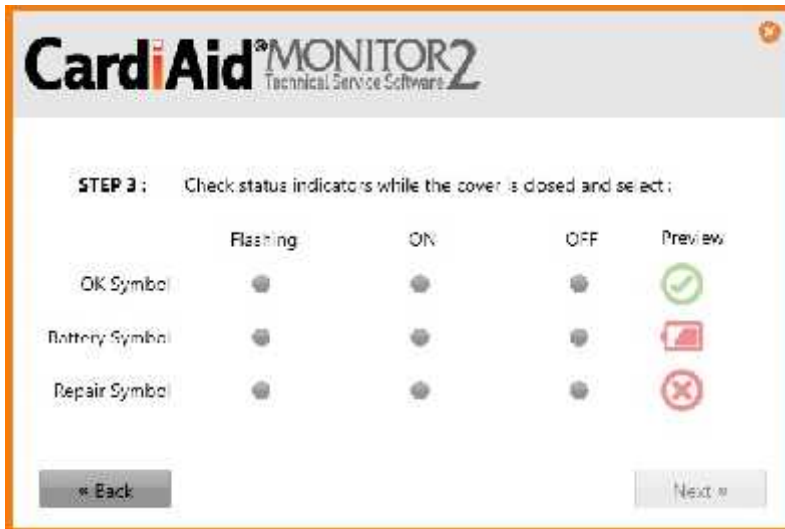 CardiAid® MONITOR2
Technical Service Software
STEP 3 : Check status indicators while the cover is closed and select :
Flashing ON OFF Preview
OK Symbol
Battery Symbol
Repair Symbol
« Back Next »